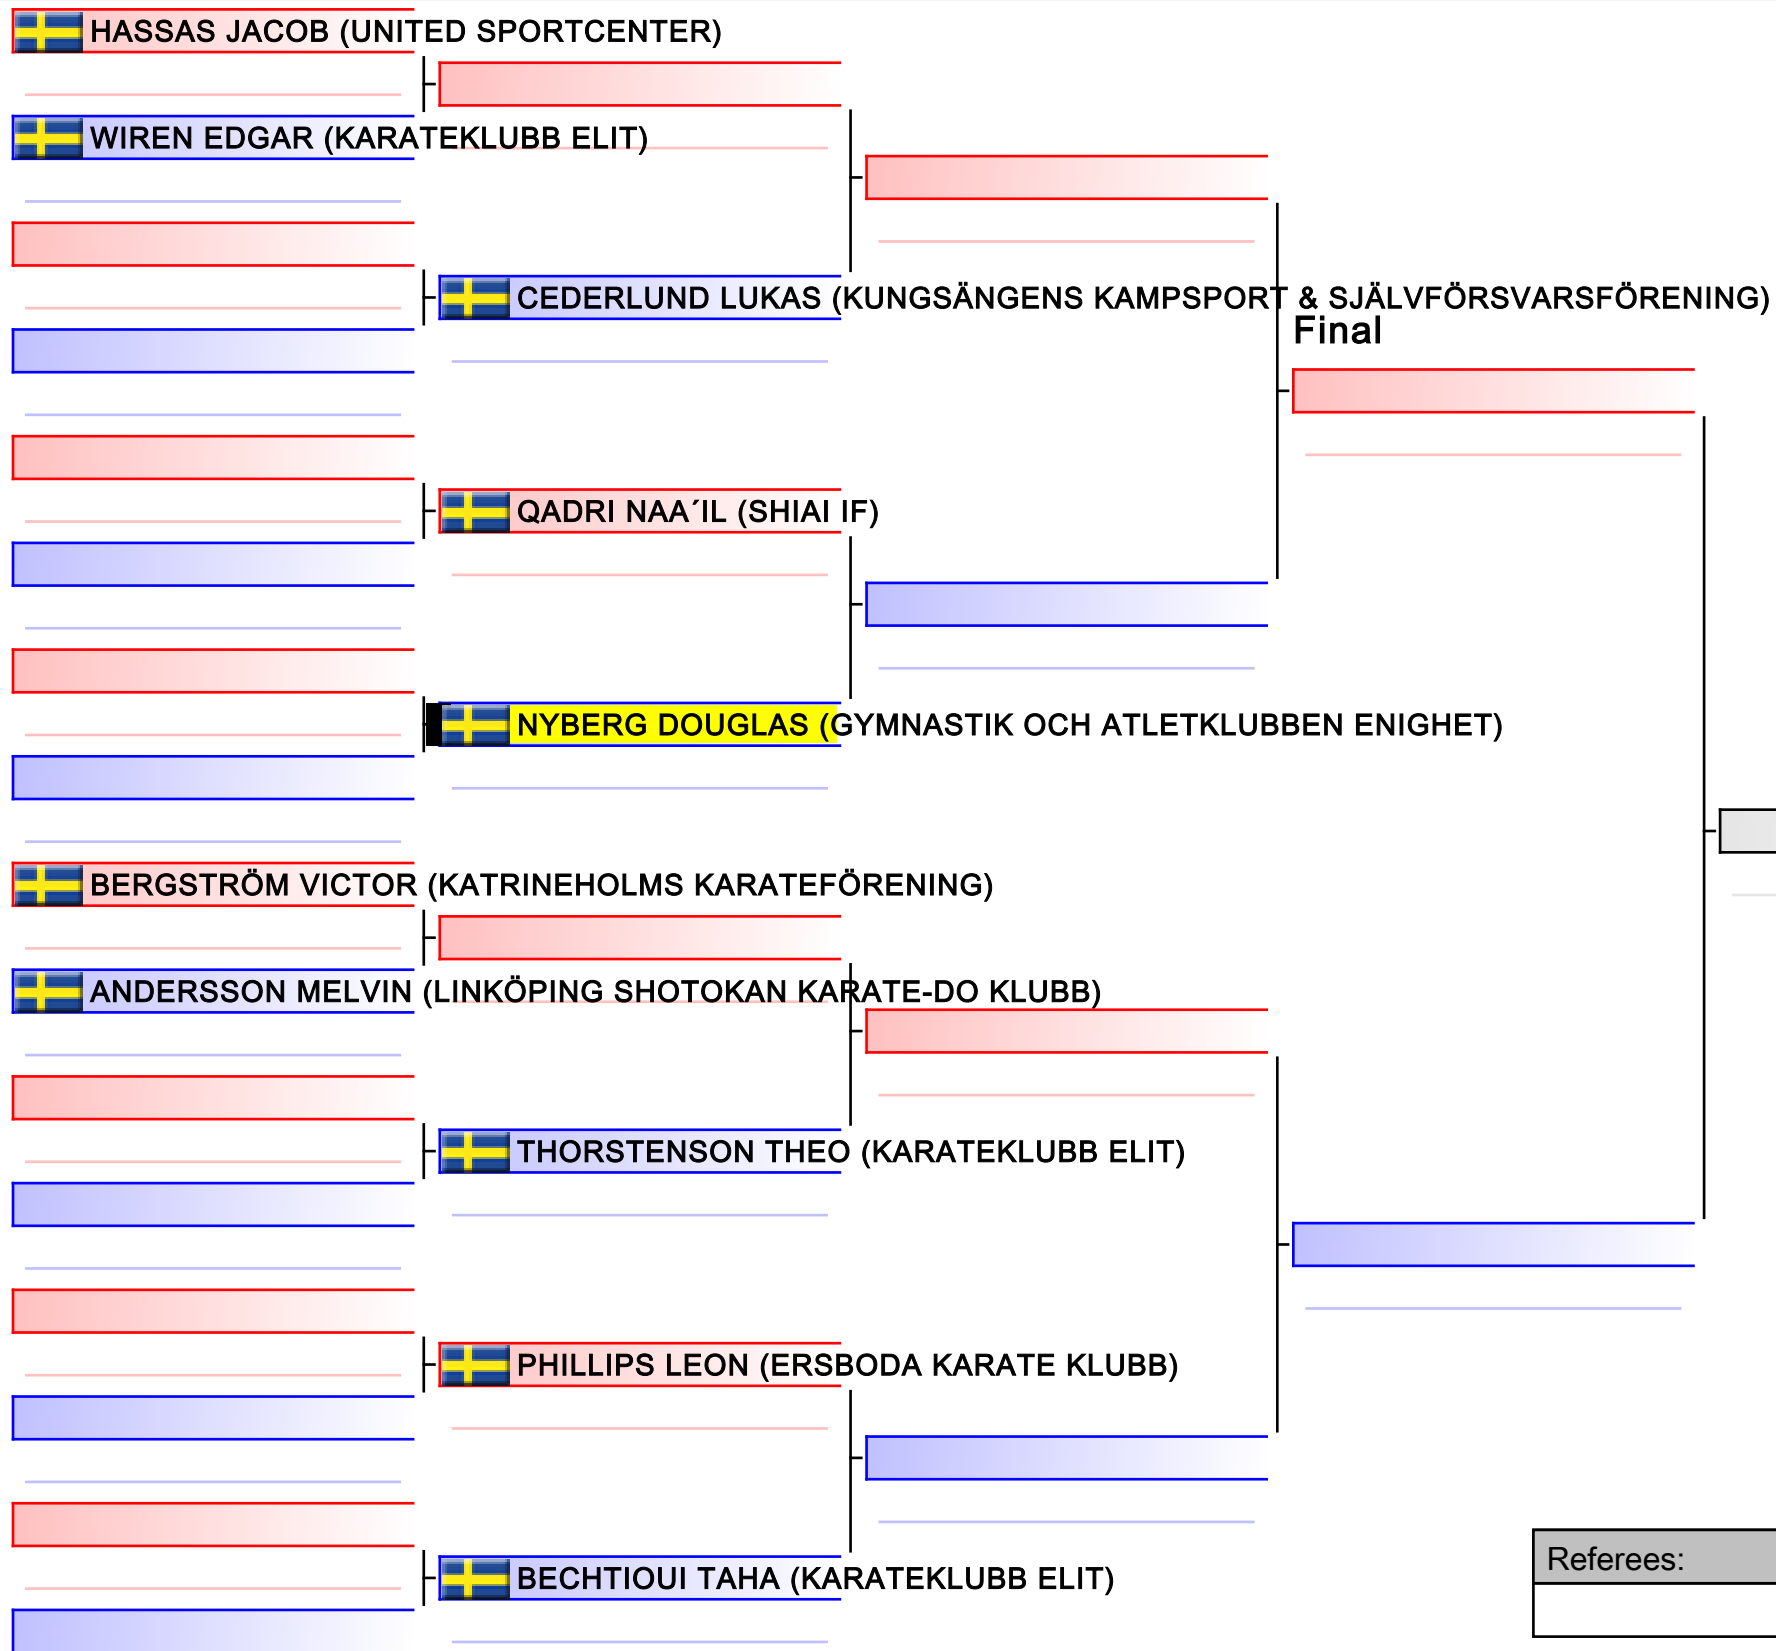 HASSAS JACOB (UNITED SPORTCENTER)
WIREN EDGAR (KARATEKLUBB ELIT)
CEDERLUND LUKAS (KUNGSÄNGENS KAMPSPORT & SJÄLVFÖRSVARSFÖRENING)
Final
QADRI NAA´IL (SHIAI IF)
NYBERG DOUGLAS (GYMNASTIK OCH ATLETKLUBBEN ENIGHET)
BERGSTRÖM VICTOR (KATRINEHOLMS KARATEFÖRENING)
ANDERSSON MELVIN (LINKÖPING SHOTOKAN KARATE-DO KLUBB)
THORSTENSON THEO (KARATEKLUBB ELIT)
PHILLIPS LEON (ERSBODA KARATE KLUBB)
Referees:
BECHTIOUI TAHA (KARATEKLUBB ELIT)